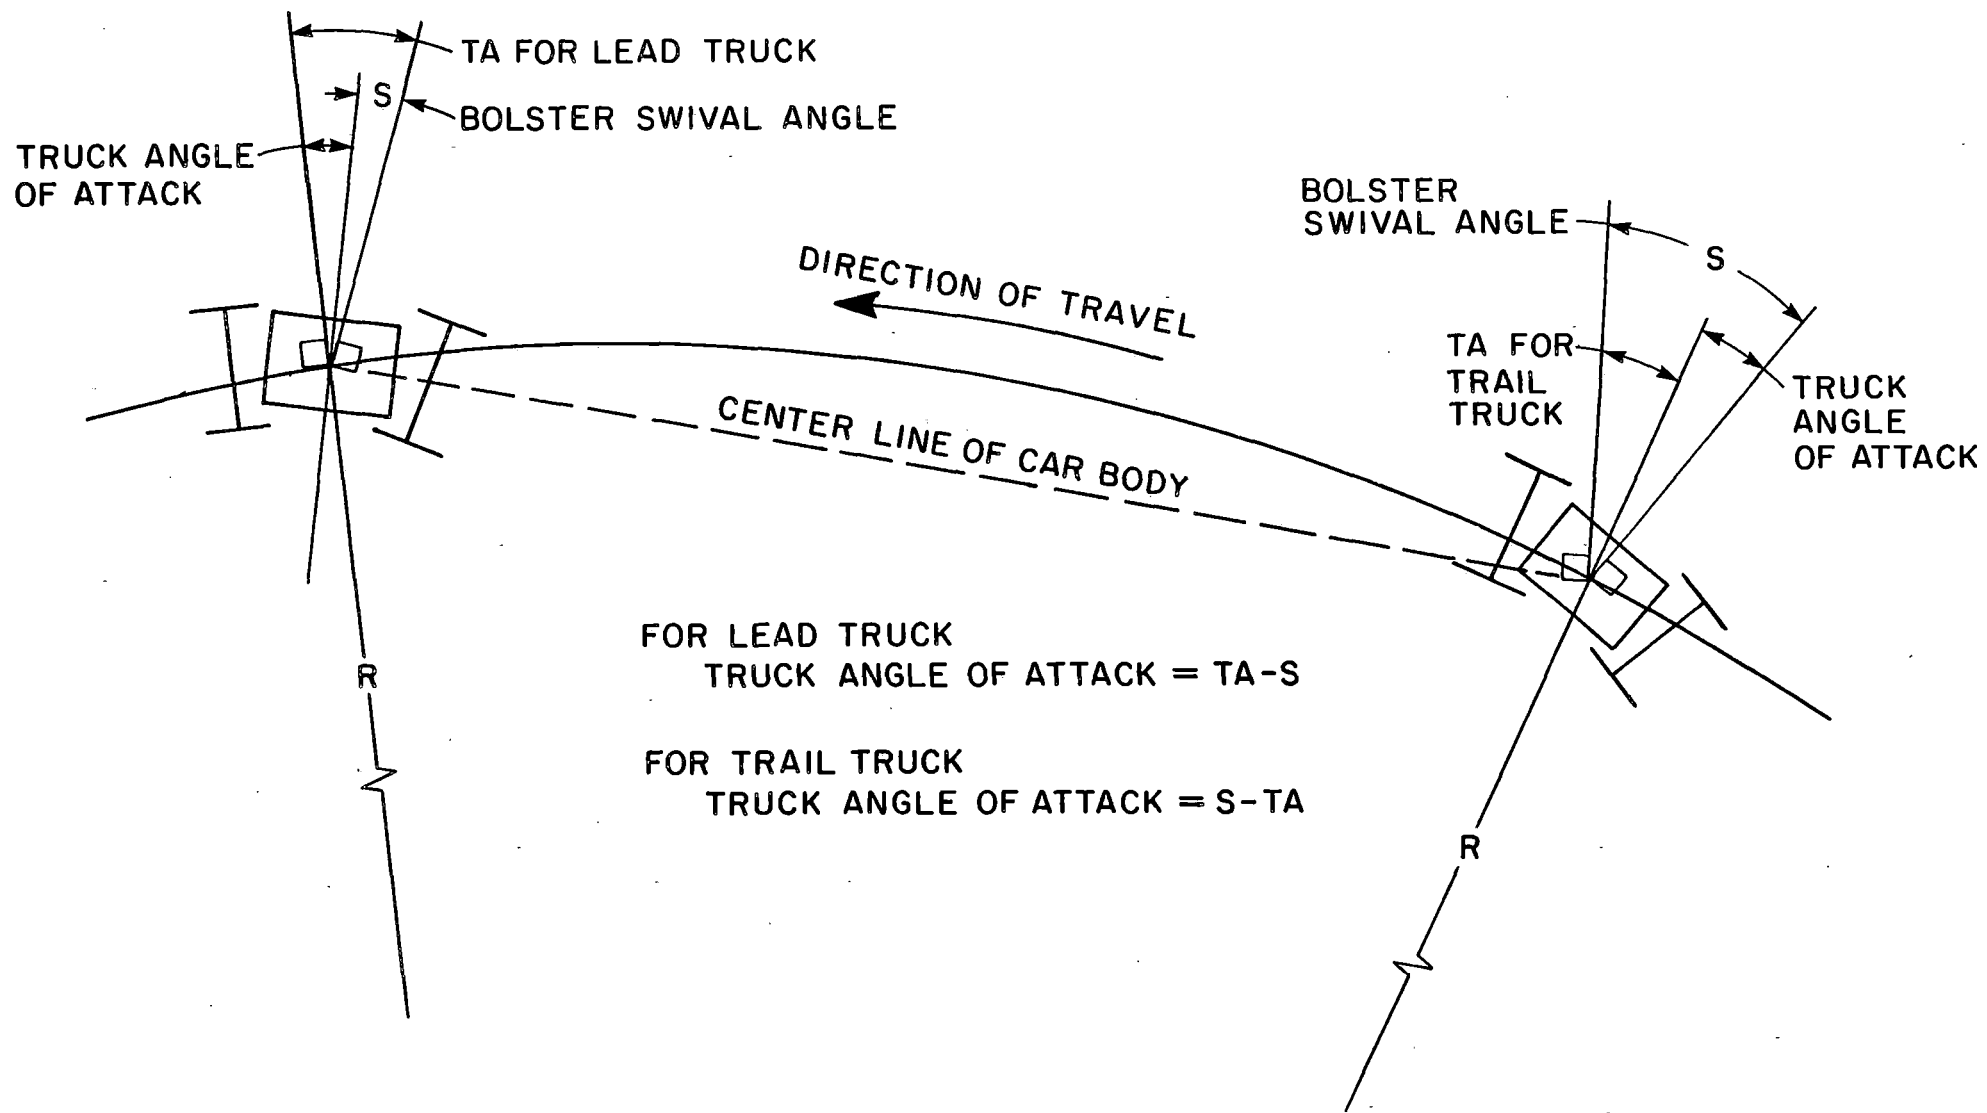 TA FOR LEAD TRUCK
S
BOLSTER SWIVAL ANGLE
TRUCK ANGLE
OF ATTACK
BOLSTER
SWIVAL ANGLE
S
DIRECTION OF TRAVEL
TA FOR
TRAIL
TRUCK
TRUCK
ANGLE
OF ATTACK
CENTER LINE OF CAR BODY
FOR LEAD TRUCK
TRUCK ANGLE OF ATTACK = TA-S
R
FOR TRAIL TRUCK
TRUCK ANGLE OF ATTACK = S-TA
R